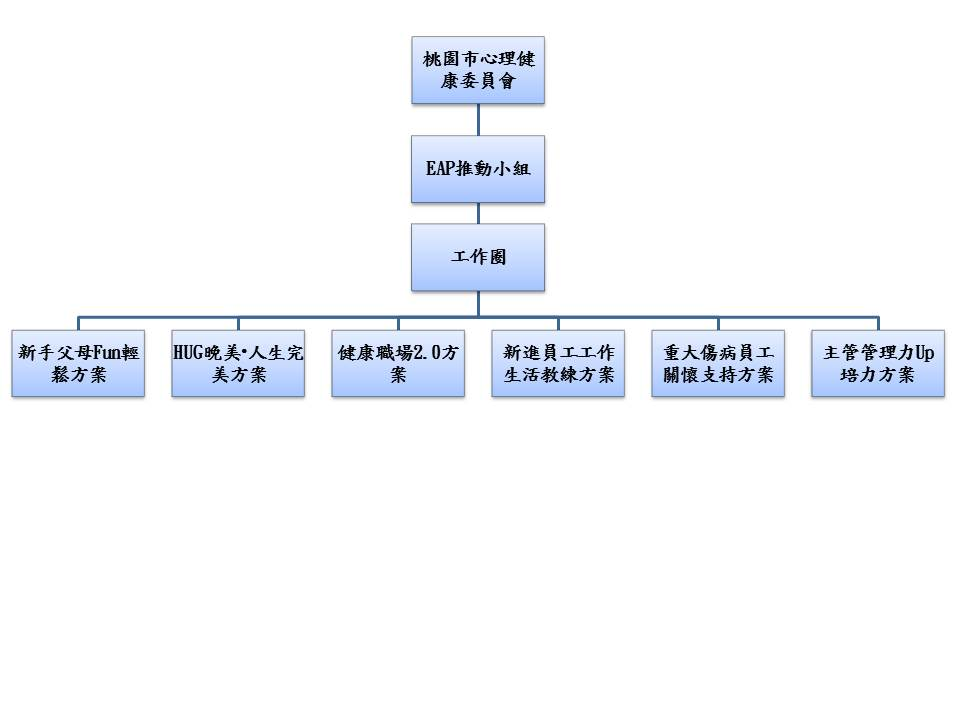 桃園市心理健
康委員會
EAP推動小組
工作圈
新手父母Fun輕
鬆方案
HUG晚美•人生完
美方案
健康職場2.0方
案
新進員工工作
生活教練方案
重大傷病員工
關懷支持方案
主管管理力Up
培力方案